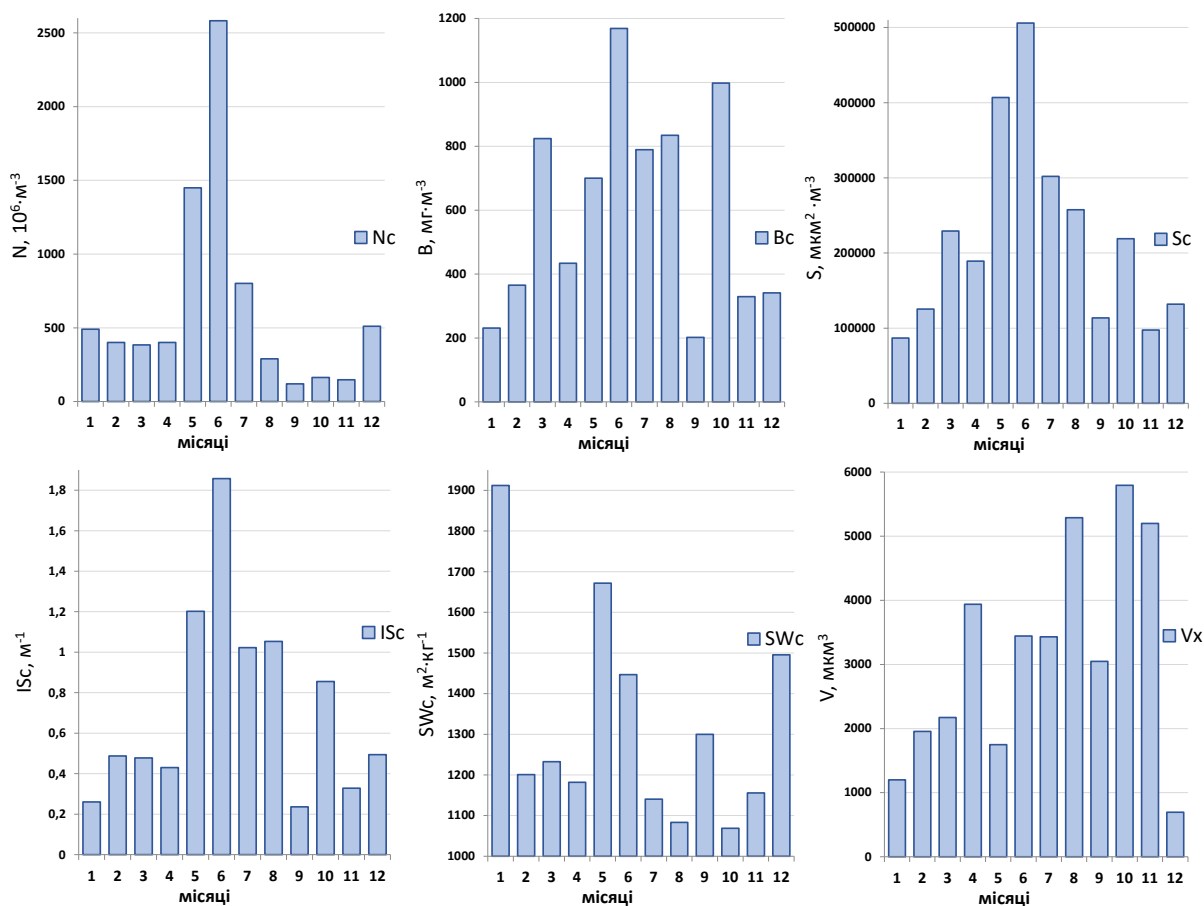 2500
2000
1500
1000
500
0
N, 10⁶·м⁻³
Nc
1 2 3 4 5 6 7 8 9 10 11 12
місяці
1200
1000
800
600
400
200
0
В, мг·м⁻³
Bc
1 2 3 4 5 6 7 8 9 10 11 12
місяці
500000
400000
300000
200000
100000
0
S, мкм² ·м⁻³
Sc
1 2 3 4 5 6 7 8 9 10 11 12
місяці
1,8
1,6
1,4
1,2
1
0,8
0,6
0,4
0,2
0
ISc, м⁻¹
ISc
1 2 3 4 5 6 7 8 9 10 11 12
місяці
1900
1800
1700
1600
1500
1400
1300
1200
1100
1000
SWc, м²·кг⁻¹
SWc
1 2 3 4 5 6 7 8 9 10 11 12
місяці
6000
5000
4000
3000
2000
1000
0
V, мкм³
Vx
1 2 3 4 5 6 7 8 9 10 11 12
місяці